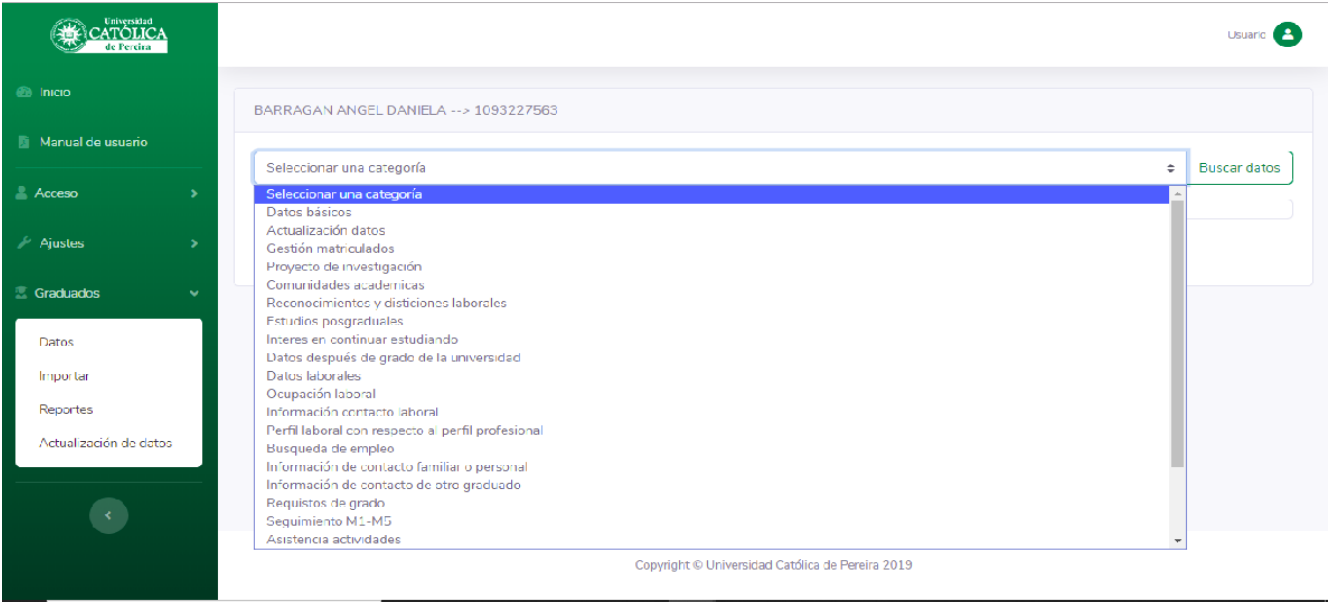 Universidad
CATÓLICA
de Pereira
Usuario
Inicio
Manual de usuario
Acceso
Ajustes
Graduados
Datos
Importar
Reportes
Actualización de datos
BARRAGAN ANGEL DANIELA --> 1093227563
Seleccionar una categoría
Buscar datos
Seleccionar una categoría
Datos básicos
Actualización datos
Gestión matriculados
Proyecto de investigación
Comunidades academicas
Reconocimientos y disticiones laborales
Estudios posgraduales
Interes en continuar estudiando
Datos después de grado de la universidad
Datos laborales
Ocupación laboral
Información contacto laboral
Perfil laboral con respecto al perfil profesional
Busqueda de empleo
Información de contacto familiar o personal
Información de contacto de otro graduado
Requistos de grado
Seguimiento M1-M5
Asistencia actividades
Copyright © Universidad Católica de Pereira 2019